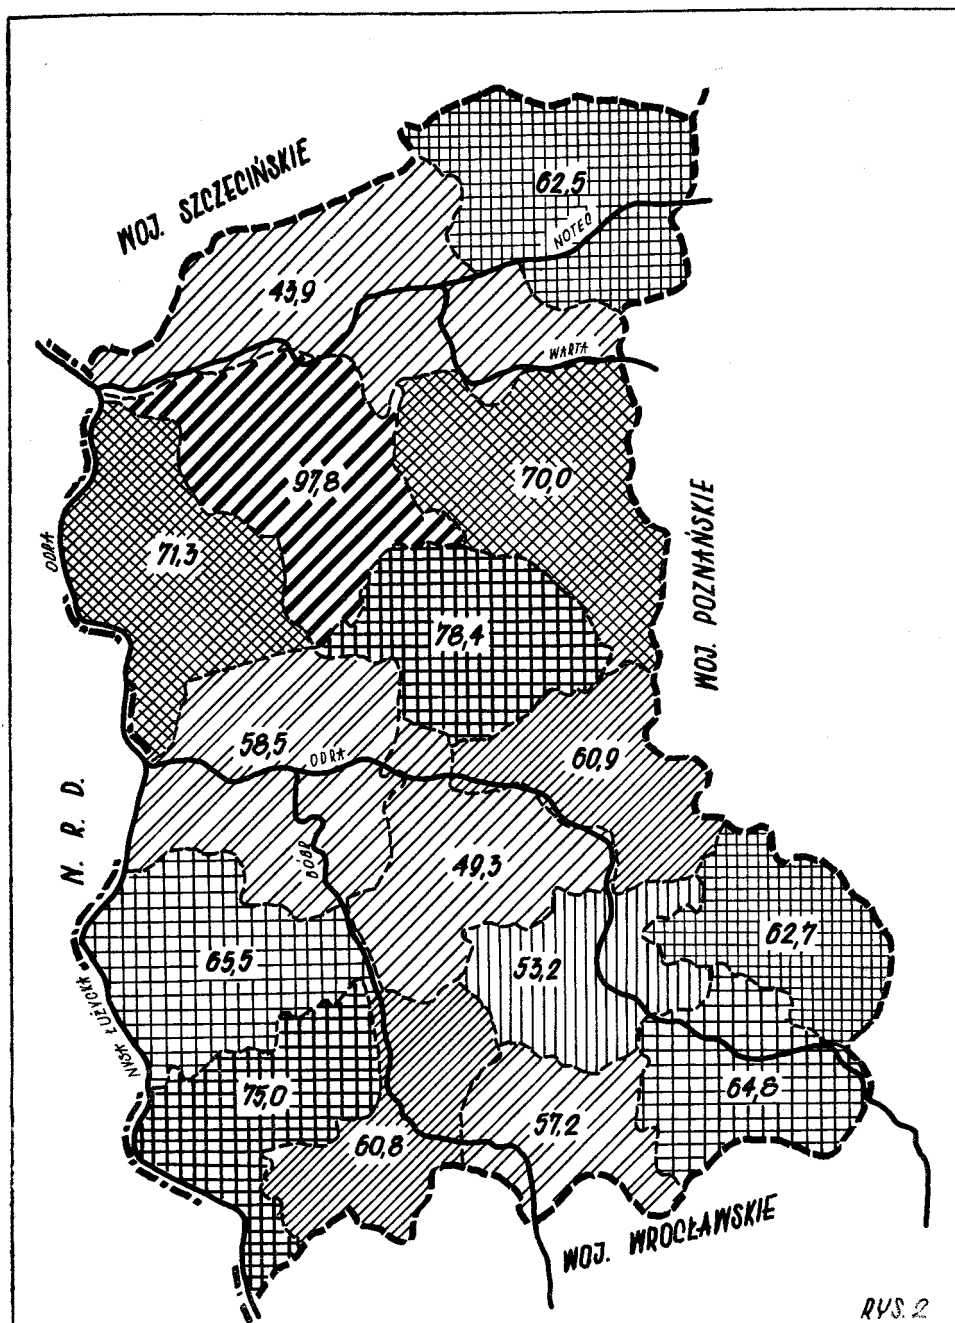 WOJ. SZCZECIŃSKIE
62,5
NOTEĆ
43,9
WARTA
97,8
70,0
71,3
ODRA
WOJ. POZNAŃSKIE
78,4
58,5
ODRA
60,9
N. R. D.
BÓBR
49,3
65,5
53,2
62,7
NYSA ŁUŻYCKA
75,0
64,8
60,8
57,2
WOJ. WROCŁAWSKIE
RYS. 2